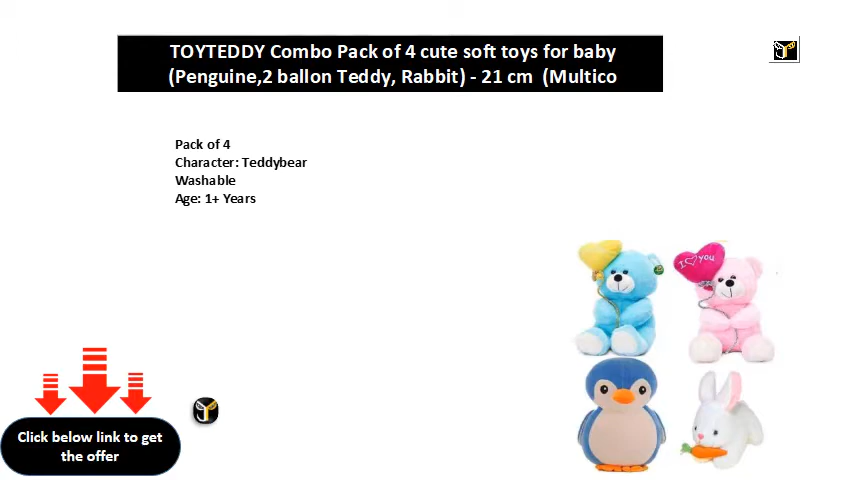 TOYTEDDY Combo Pack of 4 cute soft toys for baby
(Penguine,2 ballon Teddy, Rabbit) - 21 cm  (Multico
Pack of 4
Character: Teddybear
Washable
Age: 1+ Years
I you
Click below link to get
the offer